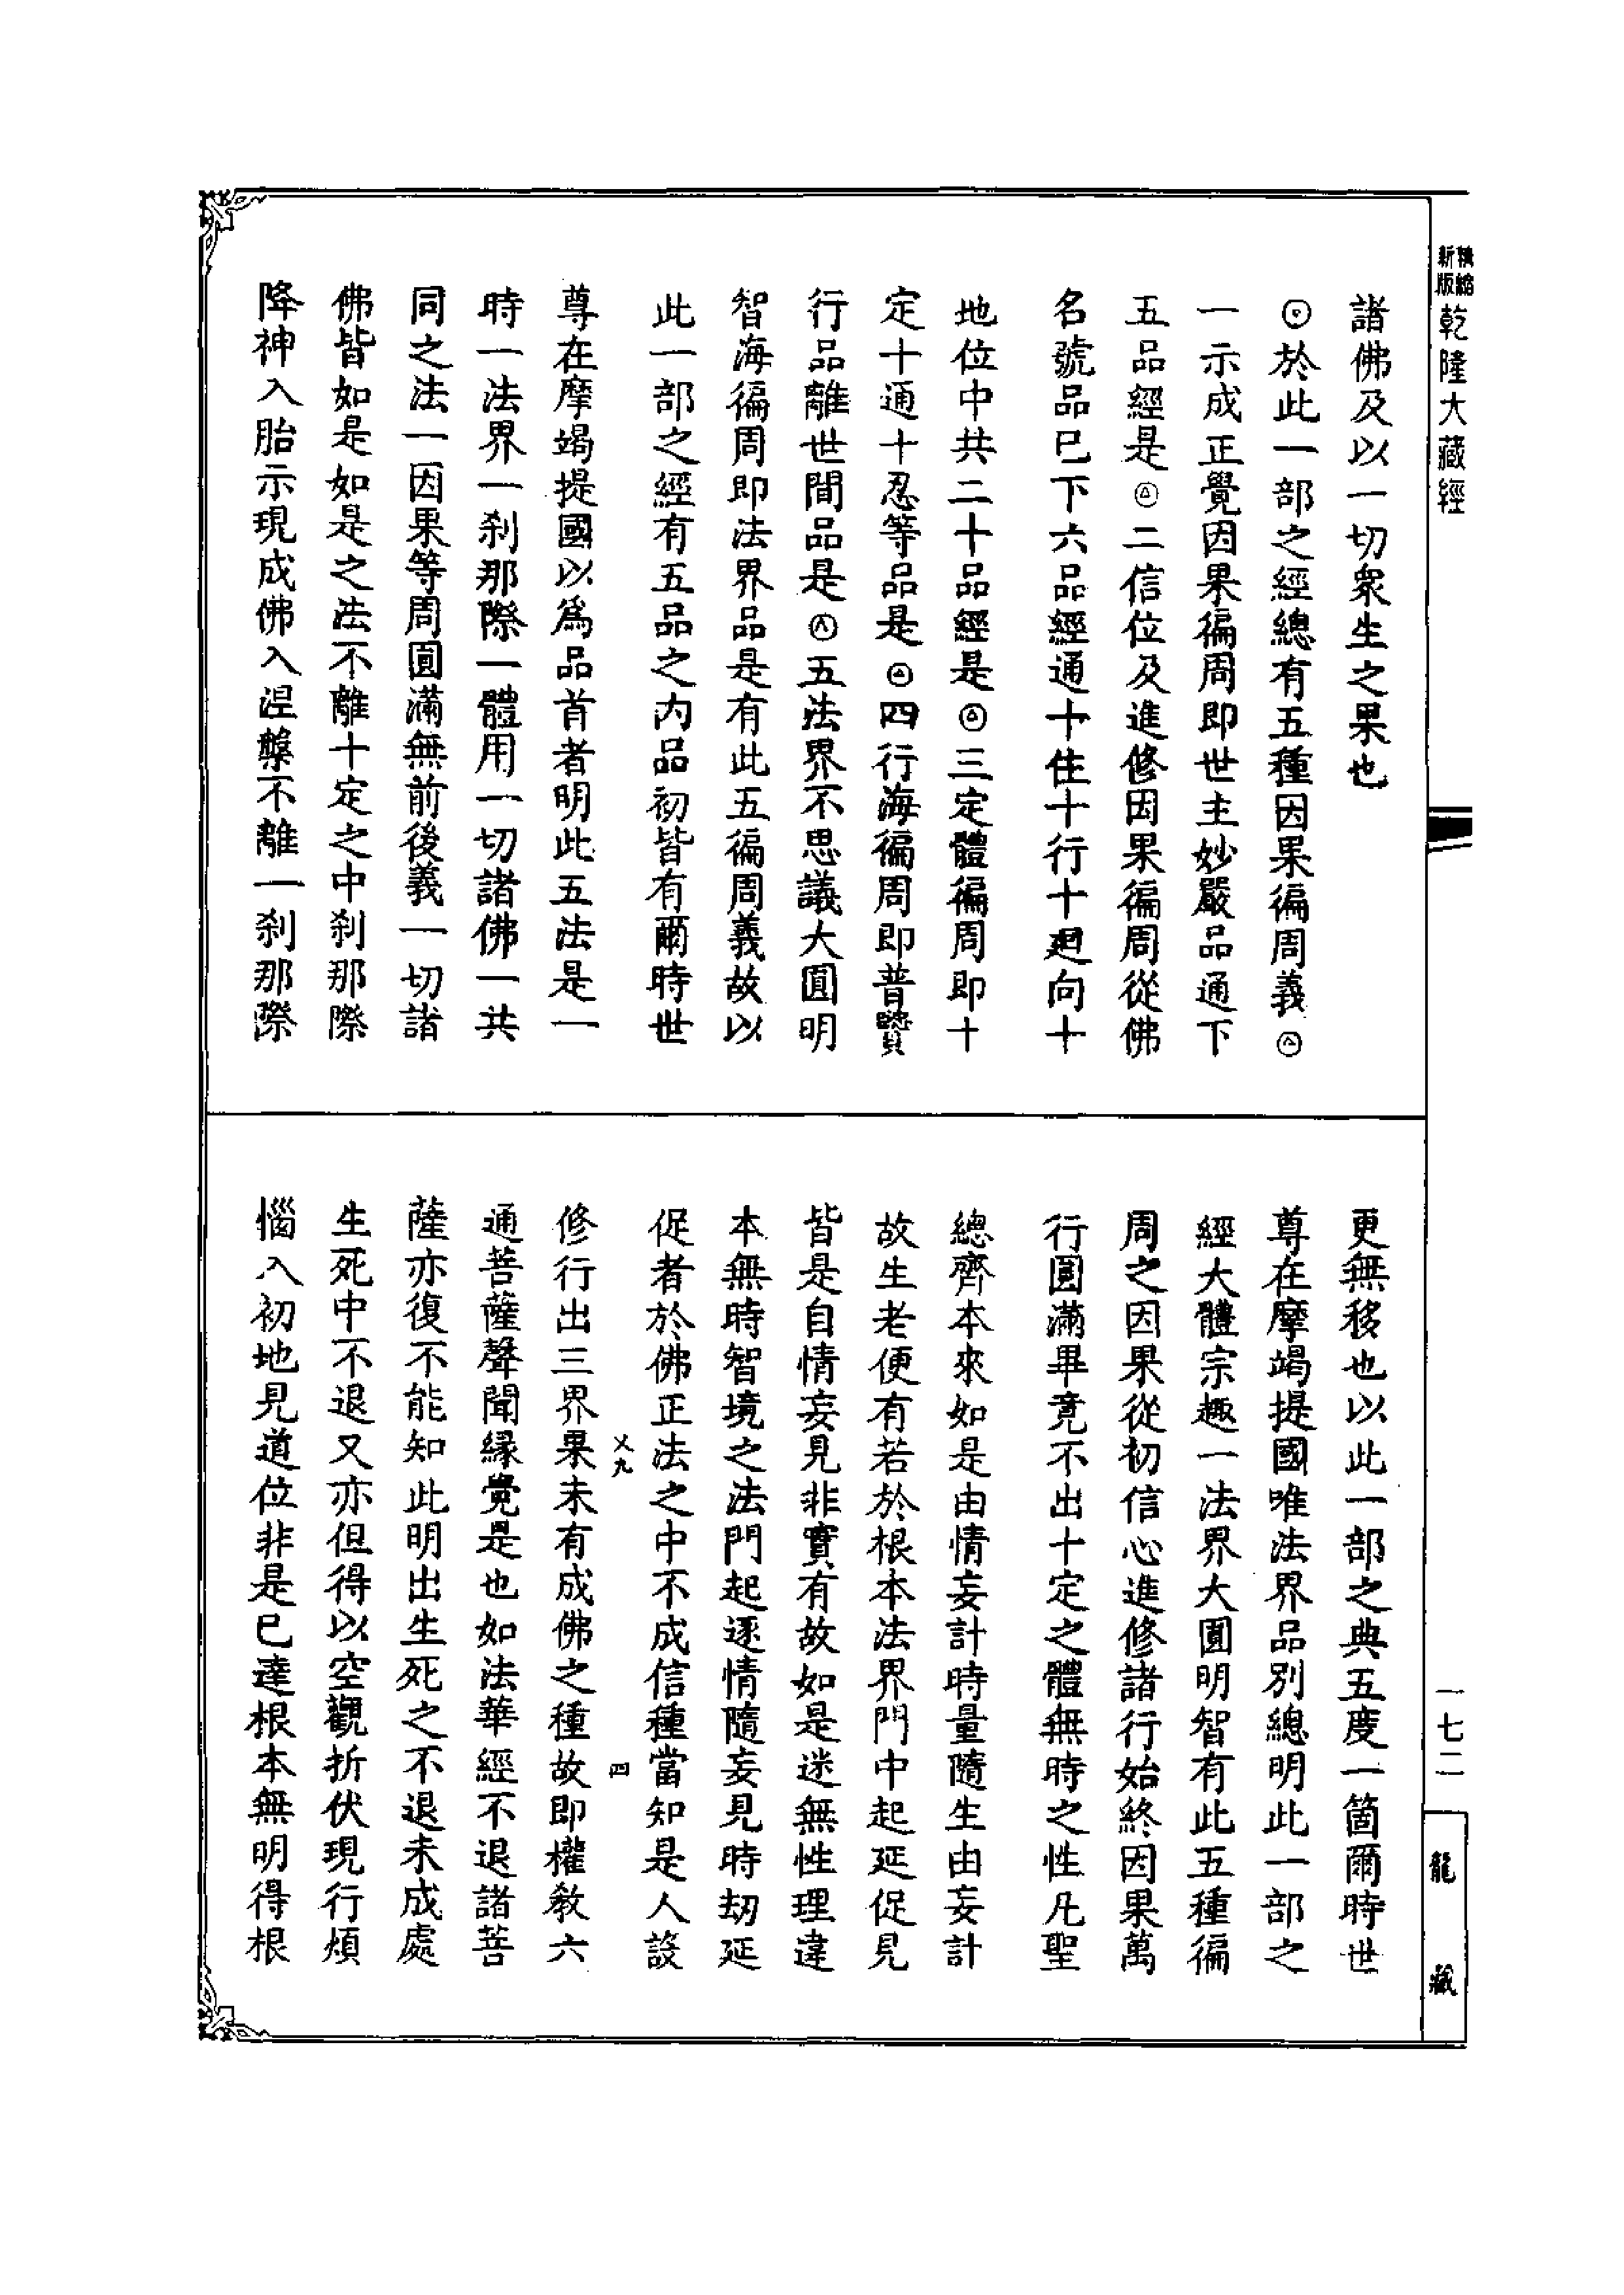 新版
精縮
乾隆大藏經
諸佛及以一切衆生之果也
⊙於此一部之經總有五種因果徧周義㊀
一示成正覺因果徧周即世主妙嚴品通下
五品經是㊀二信位及進修因果徧周從佛
名號品已下六品經通十住十行十迴向十
地位中共二十品經是㊀三定體徧周即十
定十通十忍等品是㊀四行海徧周即普賢
行品離世間品是㊀五法界不思議大圓明
智海徧周即法界品是有此五徧周義故以
此一部之經有五品之內品初皆有爾時世
尊在摩竭提國以爲品首者明此五法是一
時一法界一刹那際一體用一切諸佛一共
同之法一因果等周圓滿無前後義一切諸
佛皆如是如是之法不離十定之中刹那際
降神入胎示現成佛入涅槃不離一刹那際
更無移也以此一部之典五度一箇爾時世
尊在摩竭提國唯法界品別總明此一部之
經大體宗趣一法界大圓明智有此五種徧
周之因果從初信心進修諸行始終因果萬
行圓滿畢竟不出十定之體無時之性凡聖
總齊本來如是由情妄計時量隨生由妄計
故生老便有若於根本法界門中起延促見
皆是自情妄見非實有故如是迷無性理違
本無時智境之法門起逐情隨妄見時劫延
促者於佛正法之中不成信種當知是人設
乂九
四
修行出三界果未有成佛之種故即權教六
通菩薩聲聞緣覺是也如法華經不退諸菩
薩亦復不能知此明出生死之不退未成處
生死中不退又亦但得以空觀折伏現行煩
惱入初地見道位非是已達根本無明得根
一七二
龍藏